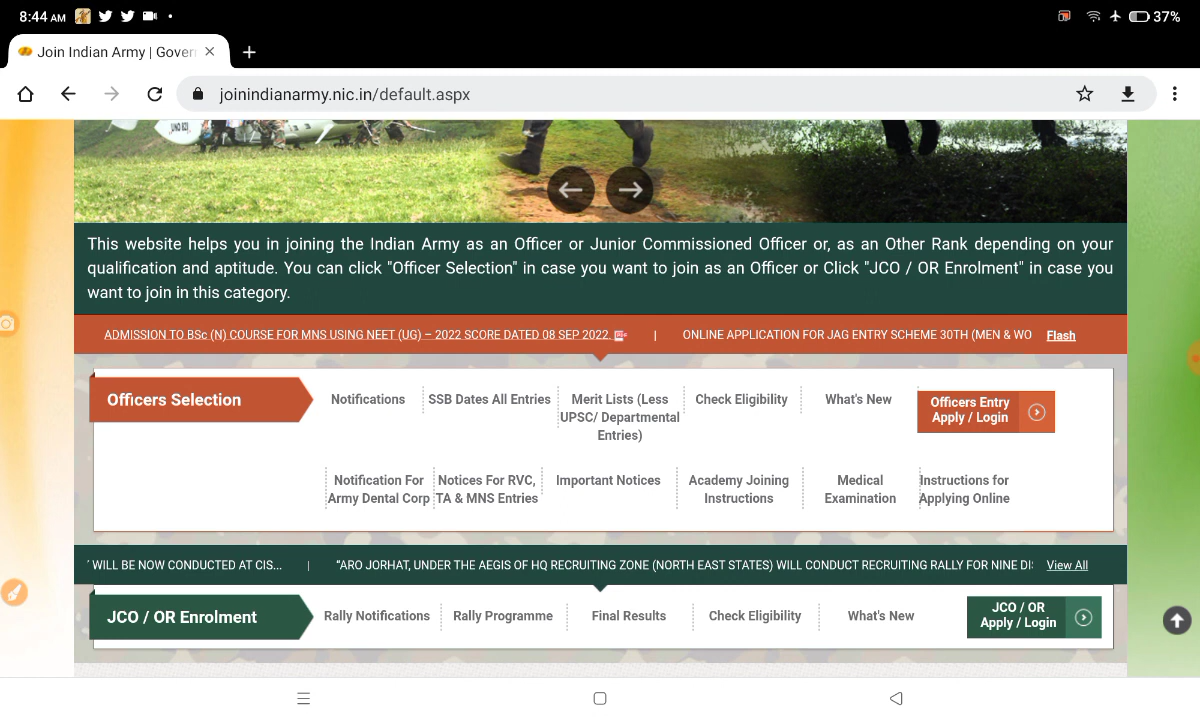 8:44 AM
37%
Join Indian Army | Gover
joinindianarmy.nic.in/default.aspx
This website helps you in joining the Indian Army as an Officer or Junior Commissioned Officer or, as an Other Rank depending on your
qualification and aptitude. You can click "Officer Selection" in case you want to join as an Officer or Click "JCO / OR Enrolment" in case you
want to join in this category.
ADMISSION TO BSc (N) COURSE FOR MNS USING NEET (UG) – 2022 SCORE DATED 08 SEP 2022. | ONLINE APPLICATION FOR JAG ENTRY SCHEME 30TH (MEN & WO Flash
Officers Selection
Notifications
SSB Dates All Entries
Merit Lists (Less
UPSC/ Departmental
Entries)
Check Eligibility
What's New
Officers Entry
Apply / Login
Notification For
Army Dental Corp
Notices For RVC,
TA & MNS Entries
Important Notices
Academy Joining
Instructions
Medical
Examination
Instructions for
Applying Online
' WILL BE NOW CONDUCTED AT CIS... | "ARO JORHAT, UNDER THE AEGIS OF HQ RECRUITING ZONE (NORTH EAST STATES) WILL CONDUCT RECRUITING RALLY FOR NINE DI View All
JCO / OR Enrolment
Rally Notifications
Rally Programme
Final Results
Check Eligibility
What's New
JCO / OR
Apply / Login